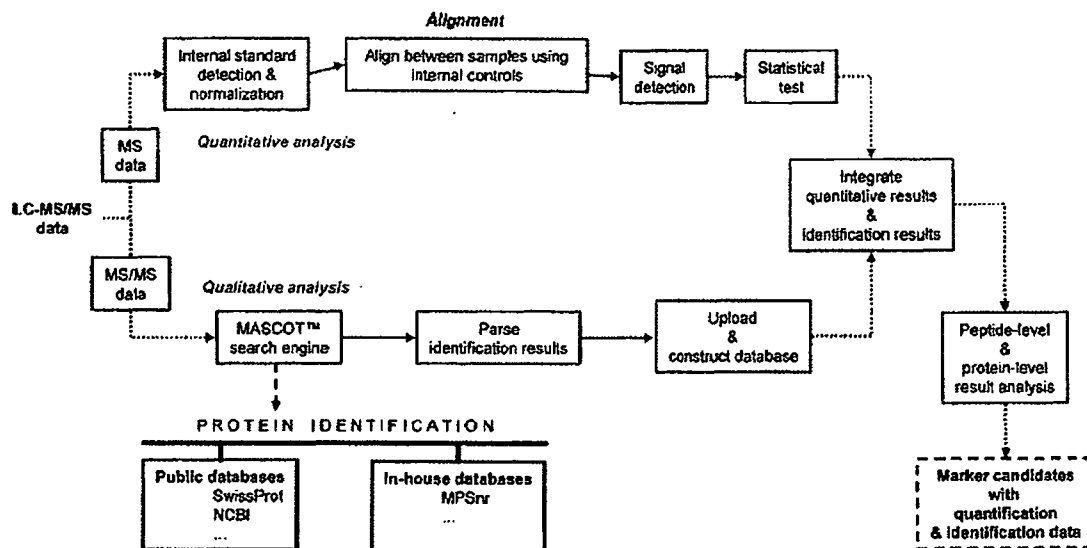 Alignment
Internal standard
detection &
normalization
Align between samples using
internal controls
Signal
detection
Statistical
test
Quantitative analysis
MS
data
LC-MS/MS
data
MS/MS
data
Integrate
quantitative results
&
identification results
Qualitative analysis
MASCOT™
search engine
Parse
identification results
Upload
&
construct database
Peptide-level
&
protein-level
result analysis
PROTEIN IDENTIFICATION
Public databases
SwissProt
NCBI
...
In-house databases
MPSnr
...
Marker candidates
with
quantification
& identification data